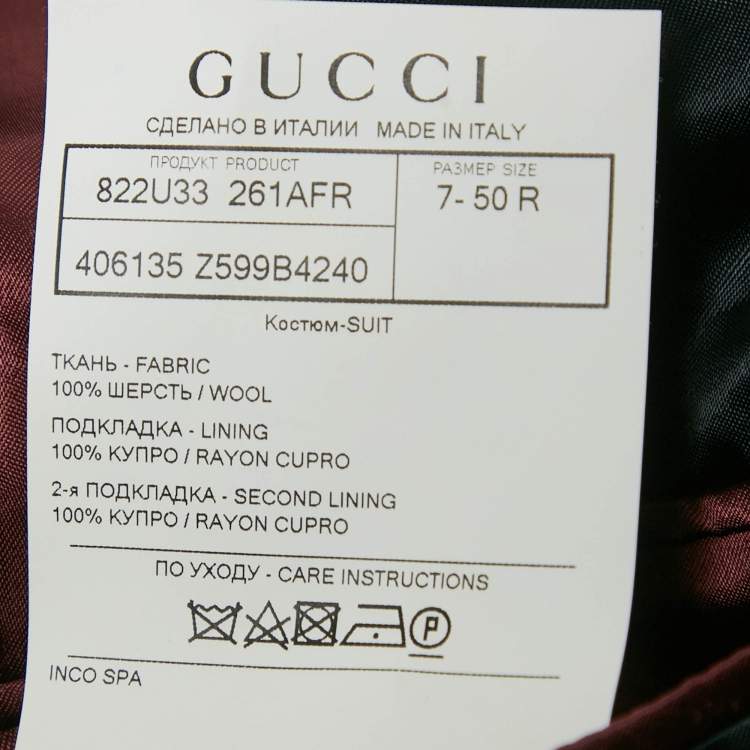 GUCCI
СДЕЛАНО В ИТАЛИИ MADE IN ITALY
ПРОДУКТ PRODUCT
РАЗМЕР SIZE
822U33 261AFR
7- 50 R
406135 Z599B4240
Костюм-SUIT
ТКАНЬ - FABRIC
100% ШЕРСТЬ / WOOL
ПОДКЛАДКА - LINING
100% КУПРО / RAYON CUPRO
2-я ПОДКЛАДКА - SECOND LINING
100% КУПРО / RAYON CUPRO
ПО УХОДУ - CARE INSTRUCTIONS
P
INCO SPA